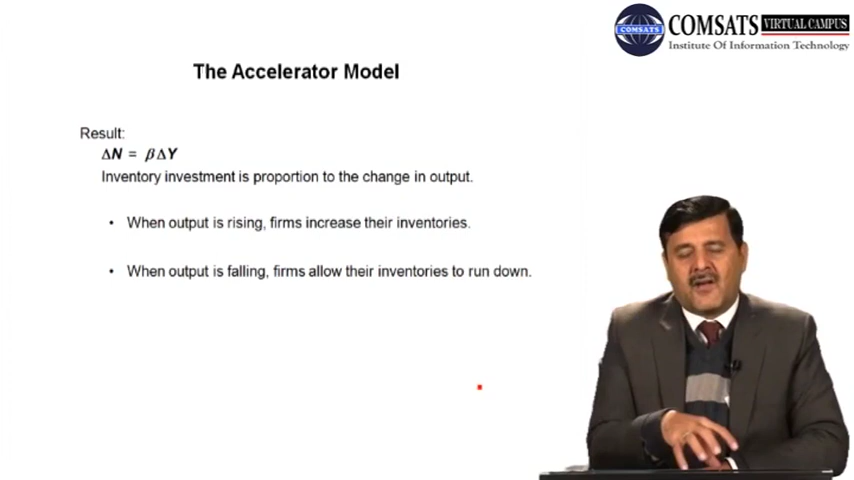 COMSATS
COMSATS VIRTUAL CAMPUS
Institute Of Information Technology
The Accelerator Model
Result:
ΔN = βΔY
Inventory investment is proportion to the change in output.
• When output is rising, firms increase their inventories.
• When output is falling, firms allow their inventories to run down.